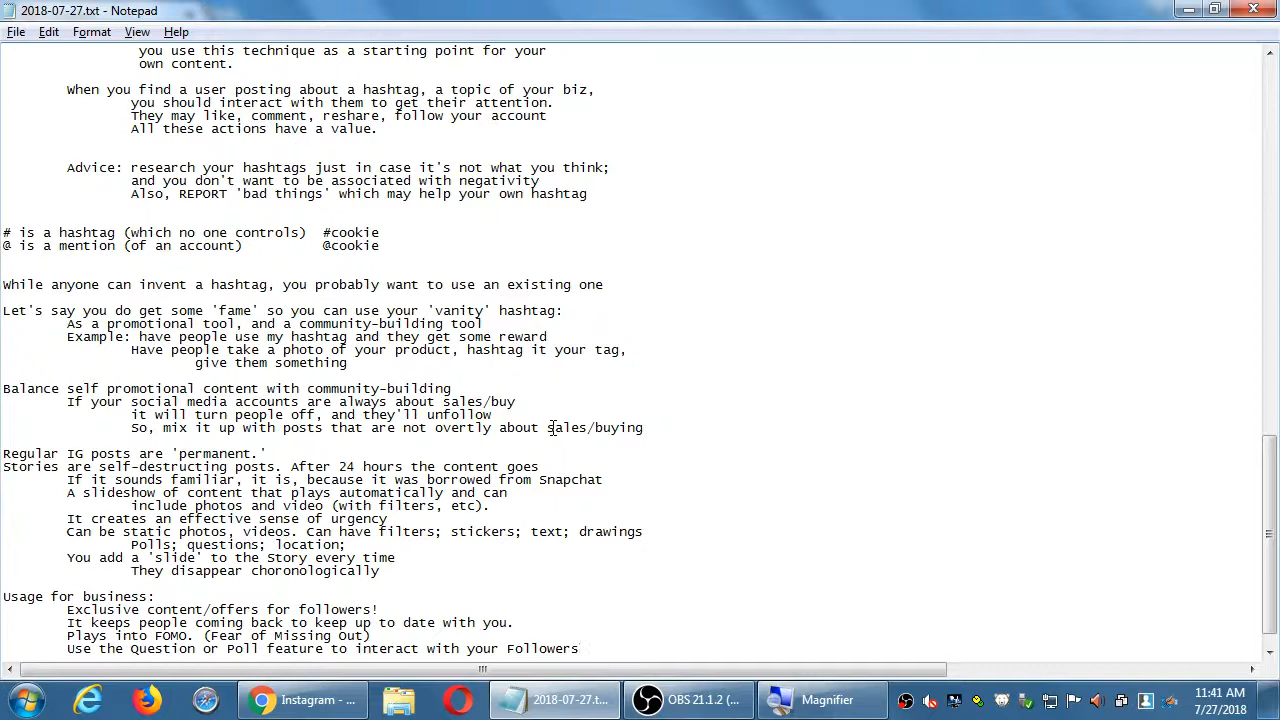 2018-07-27.txt - Notepad
File Edit Format View Help
you use this technique as a starting point for your
own content.
When you find a user posting about a hashtag, a topic of your biz,
you should interact with them to get their attention.
They may like, comment, reshare, follow your account
All these actions have a value.
Advice: research your hashtags just in case it's not what you think;
and you don't want to be associated with negativity
Also, REPORT 'bad things' which may help your own hashtag
# is a hashtag (which no one controls) #cookie
@ is a mention (of an account) @cookie
While anyone can invent a hashtag, you probably want to use an existing one
Let's say you do get some 'fame' so you can use your 'vanity' hashtag:
As a promotional tool, and a community-building tool
Example: have people use my hashtag and they get some reward
Have people take a photo of your product, hashtag it your tag,
give them something
Balance self promotional content with community-building
If your social media accounts are always about sales/buy
it will turn people off, and they'll unfollow
So, mix it up with posts that are not overtly about sales/buying
Regular IG posts are 'permanent.'
Stories are self-destructing posts. After 24 hours the content goes
If it sounds familiar, it is, because it was borrowed from Snapchat
A slideshow of content that plays automatically and can
include photos and video (with filters, etc).
It creates an effective sense of urgency
Can be static photos, videos. Can have filters; stickers; text; drawings
Polls; questions; location;
You add a 'slide' to the Story every time
They disappear choronologically
Usage for business:
Exclusive content/offers for followers!
It keeps people coming back to keep up to date with you.
Plays into FOMO. (Fear of Missing Out)
Use the Question or Poll feature to interact with your Followers
Instagram - ... 2018-07-27.t... OBS 21.1.2 (... Magnifier 11:41 AM
7/27/2018